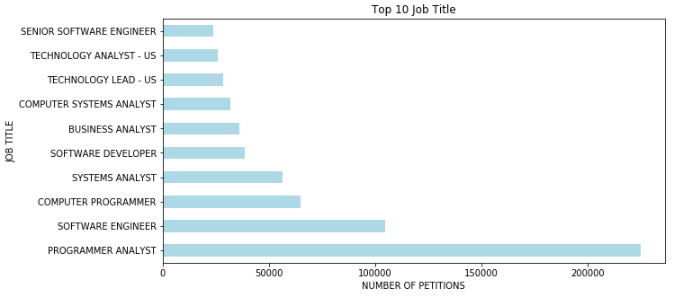 Top 10 Job Title
SENIOR SOFTWARE ENGINEER
TECHNOLOGY ANALYST - US
TECHNOLOGY LEAD - US
COMPUTER SYSTEMS ANALYST
BUSINESS ANALYST
SOFTWARE DEVELOPER
SYSTEMS ANALYST
COMPUTER PROGRAMMER
SOFTWARE ENGINEER
PROGRAMMER ANALYST
JOB TITLE
0 50000 100000 150000 200000
NUMBER OF PETITIONS